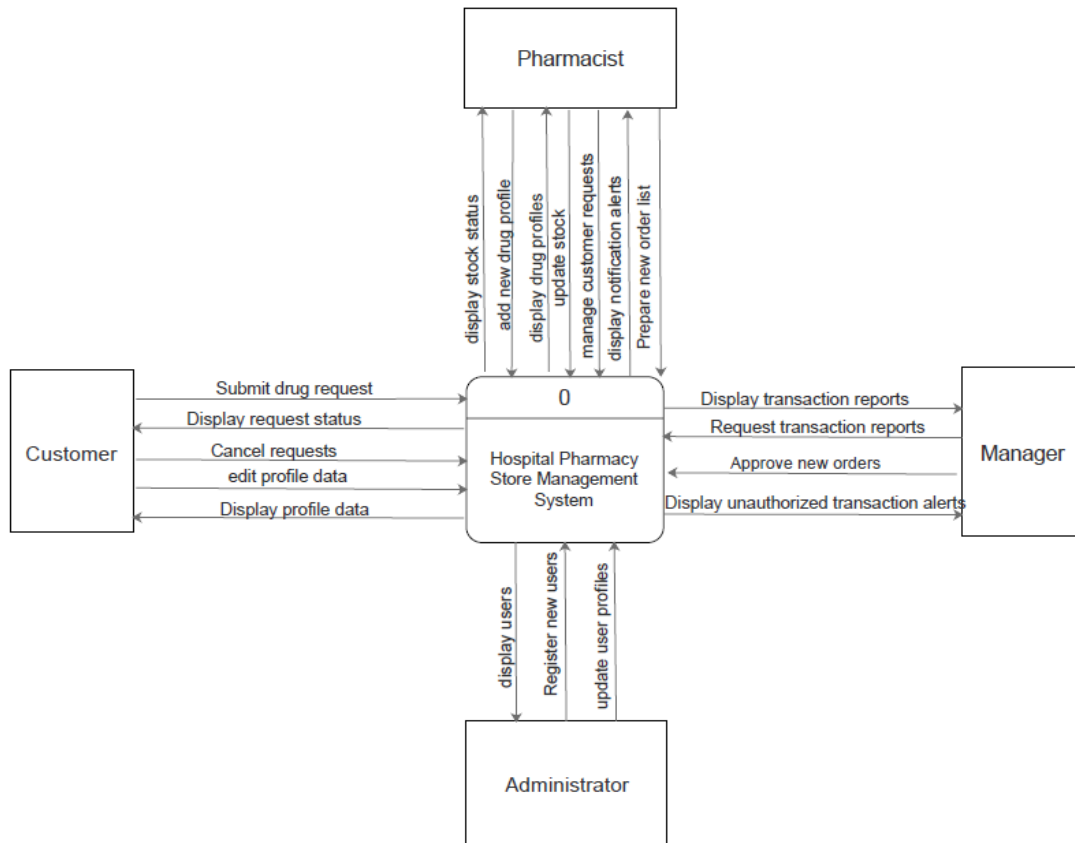 Pharmacist
display stock status
add new drug profile
display drug profiles
update stock
manage customer requests
display notification alerts
Prepare new order list
Customer
Submit drug request
Display request status
Cancel requests
edit profile data
Display profile data
0
Hospital Pharmacy
Store Management
System
Display transaction reports
Request transaction reports
Approve new orders
Display unauthorized transaction alerts
Manager
display users
Register new users
update user profiles
Administrator